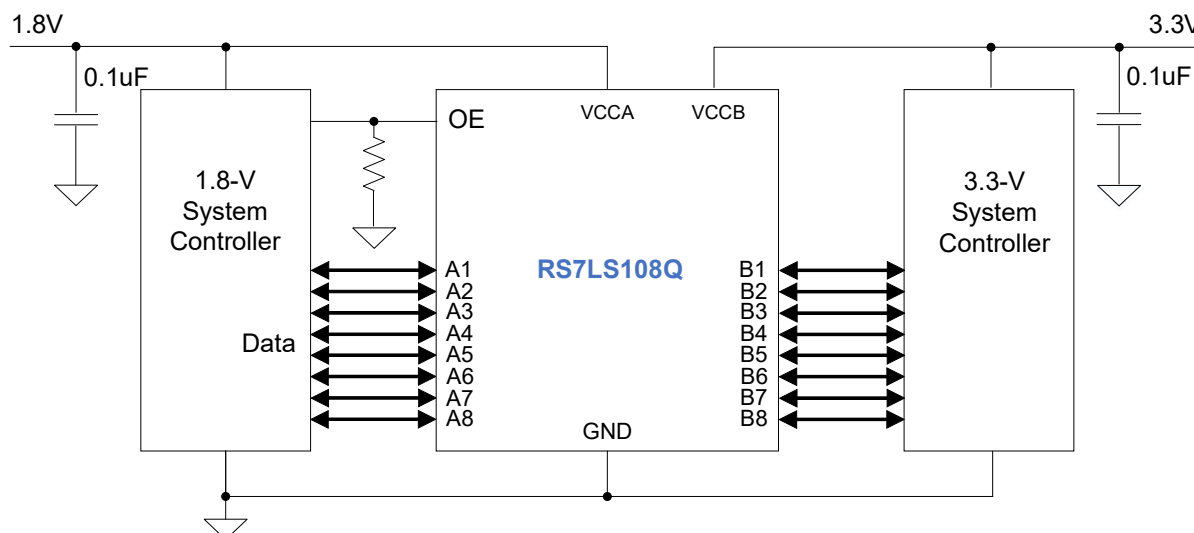 1.8V
3.3V
0.1uF
0.1uF
OE
VCCA
VCCB
1.8-V
System
Controller
3.3-V
System
Controller
RS7LS108Q
Data
A1
A2
A3
A4
A5
A6
A7
A8
B1
B2
B3
B4
B5
B6
B7
B8
GND